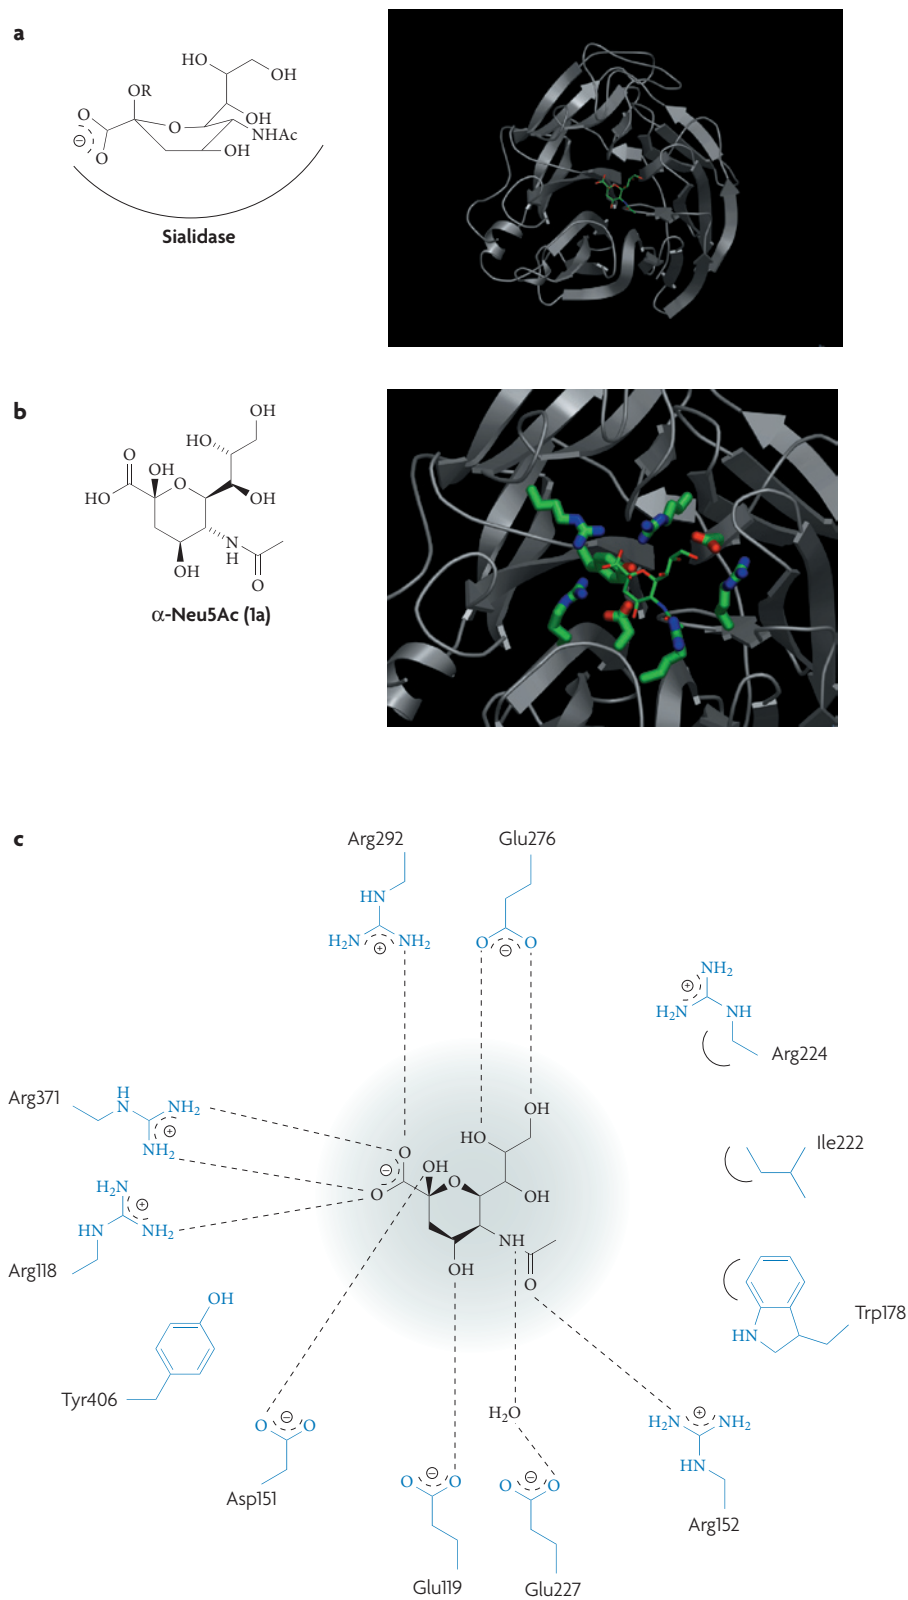 a
HO
OH
OR
O
O
OH
NHAc
O
⊖
OH
Sialidase
b
OH
HO
O
OH
O
HO
OH
N
H
OH
O
α-Neu5Ac (1a)
c
Arg292
Glu276
HN
H2N
NH2
⊕
O
O
⊖
NH2
⊕
H2N
NH
Arg224
Arg371
H
N
NH2
⊕
NH2
OH
HO
O
OH
⊖
O
O
OH
Ile222
H2N
⊕
HN
NH2
NH
OH
O
Arg118
OH
Trp178
HN
Tyr406
H2O
⊖
O
O
H2N
⊕
NH2
HN
Asp151
⊖
O
O
⊖
O
O
Arg152
Glu119
Glu227